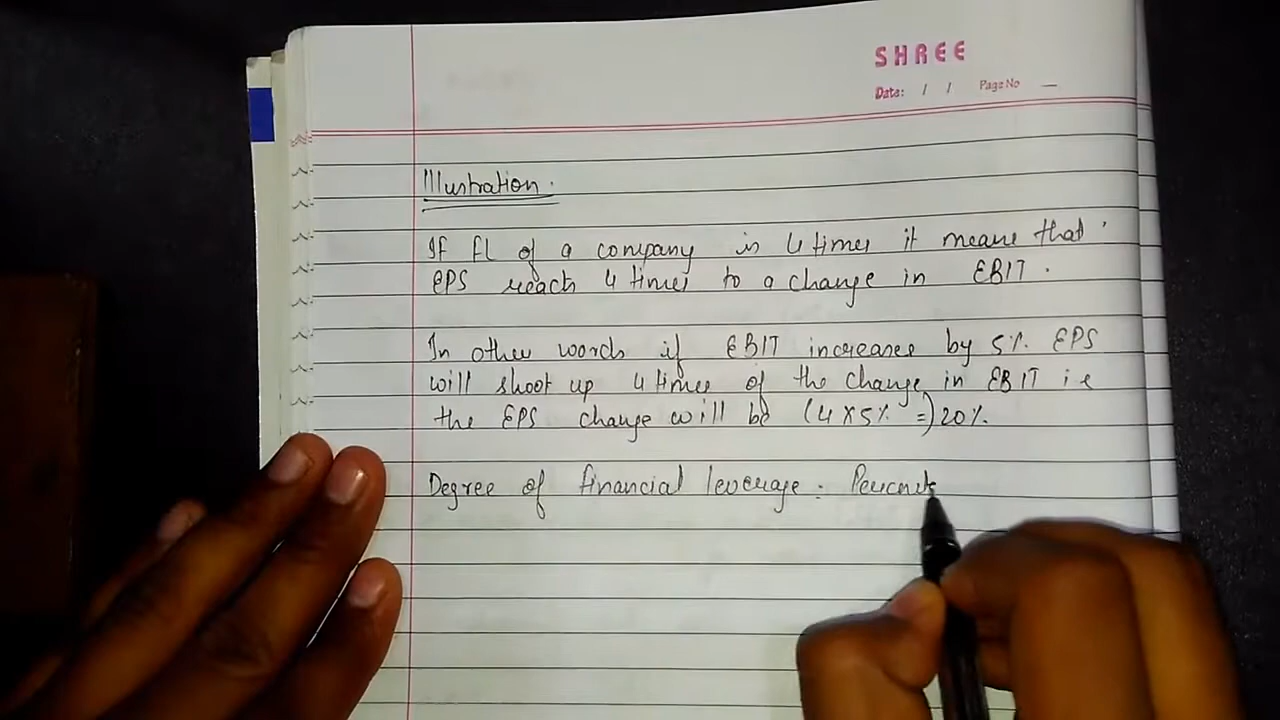 SHREE
Date: / / Page No
Illustration.
If FL of a company is 4 times it means that
EPS reach 4 times to a change in EBIT.
In other words if EBIT increases by 5% EPS
will shoot up 4 times of the change in EBIT i e
the EPS change will be (4 X 5% =) 20%.
Degree of financial leverage :